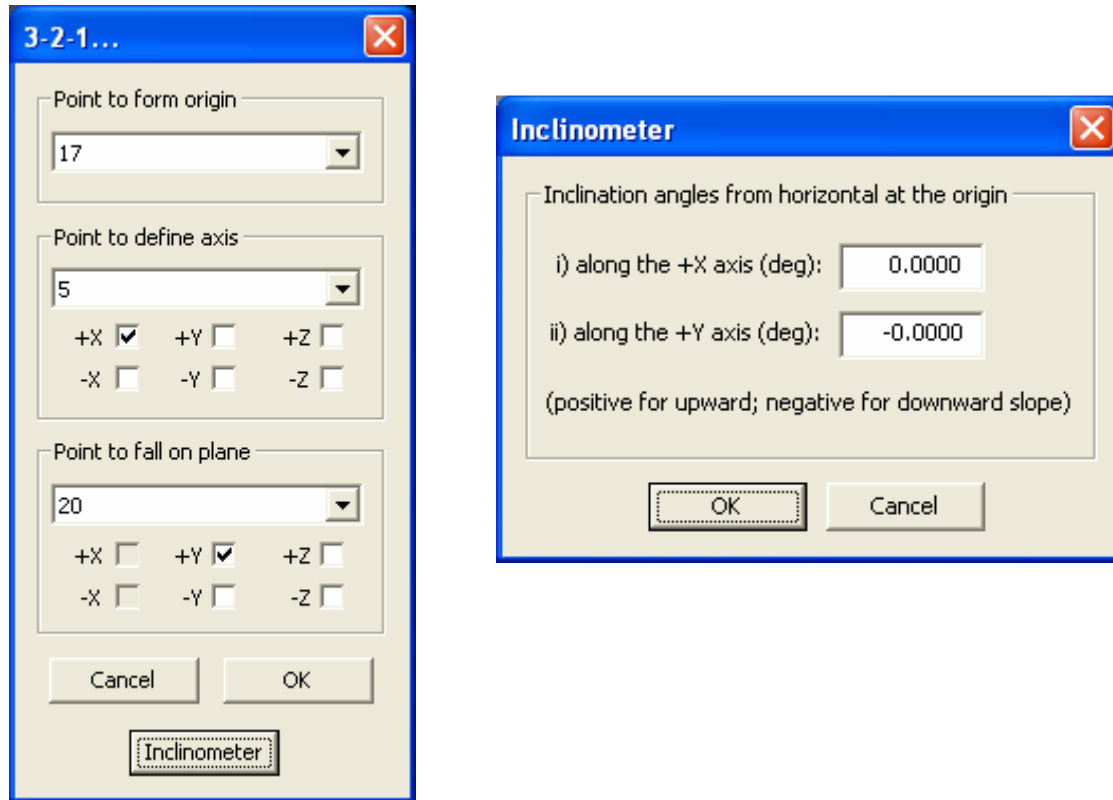 3-2-1...
Point to form origin
17
Point to define axis
5
+X +Y +Z
-X -Y -Z
Point to fall on plane
20
+X +Y +Z
-X -Y -Z
Cancel OK
Inclinometer
Inclinometer
Inclination angles from horizontal at the origin
i) along the +X axis (deg): 0.0000
ii) along the +Y axis (deg): -0.0000
(positive for upward; negative for downward slope)
OK Cancel